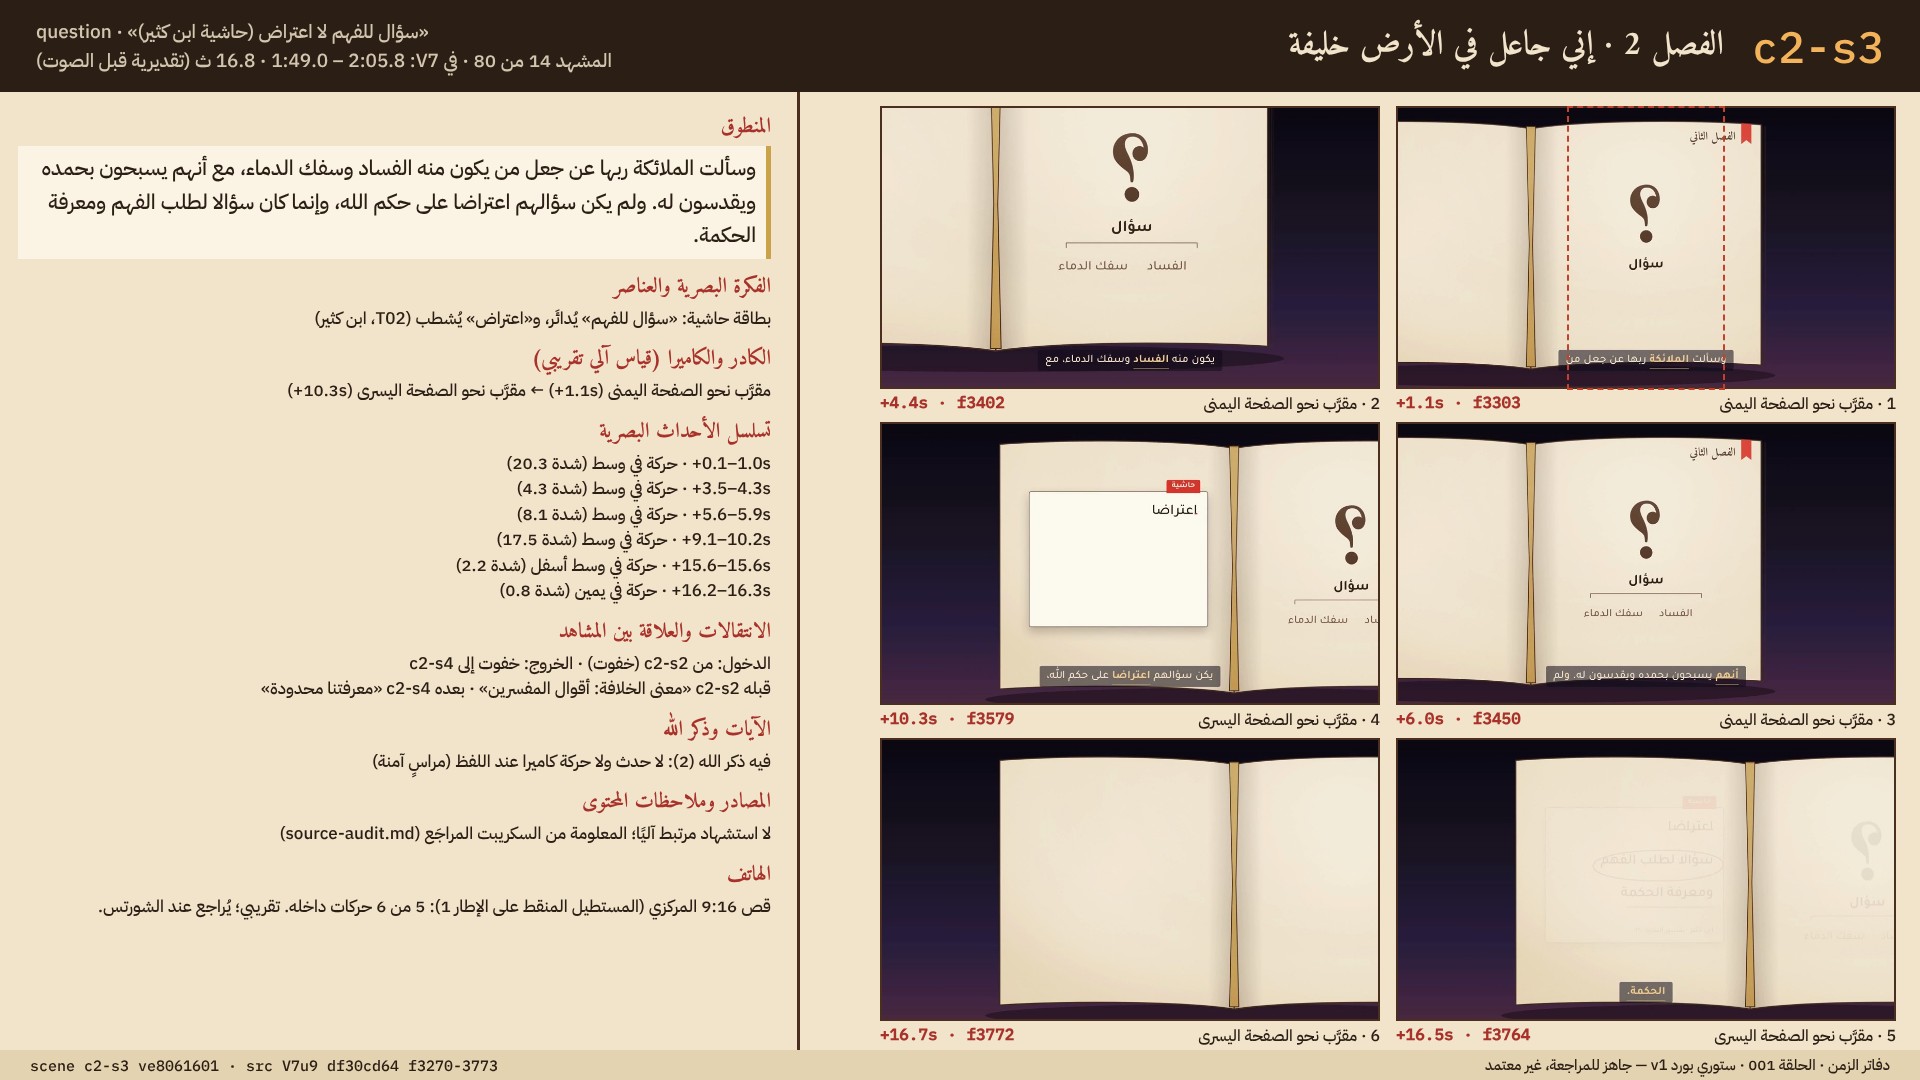 c2-s3
الفصل 2 · إني جاعل في الأرض خليفة
«سؤال للفهم لا اعتراض (حاشية ابن كثير)» · question
المشهد 14 من 80 · في V7: 1:49.0 – 2:05.8 · 16.8 ث (تقديرية قبل الصوت)
الفصل الثاني
؟
سؤال
وسألت الملائكة ربها عن جعل من
1 · مقرَّب نحو الصفحة اليمنى
+1.1s · f3303
؟
سؤال
الفساد سفك الدماء
يكون منه الفساد وسفك الدماء، مع
2 · مقرَّب نحو الصفحة اليمنى
+4.4s · f3402
الفصل الثاني
؟
سؤال
الفساد سفك الدماء
أنهم يسبحون بحمده ويقدسون له. ولم
3 · مقرَّب نحو الصفحة اليمنى
+6.0s · f3450
حاشية
اعتراضا
؟
سؤال
ساد سفك الدماء
يكن سؤالهم اعتراضا على حكم الله،
4 · مقرَّب نحو الصفحة اليسرى
+10.3s · f3579
اعتراضا
سؤالا لطلب الفهم
ومعرفة الحكمة
؟
سؤال
الحكمة.
5 · مقرَّب نحو الصفحة اليسرى
+16.5s · f3764
6 · مقرَّب نحو الصفحة اليسرى
+16.7s · f3772
المنطوق
وسألت الملائكة ربها عن جعل من يكون منه الفساد وسفك الدماء، مع أنهم يسبحون بحمده
ويقدسون له. ولم يكن سؤالهم اعتراضا على حكم الله، وإنما كان سؤالا لطلب الفهم ومعرفة
الحكمة.
الفكرة البصرية والعناصر
بطاقة حاشية: «سؤال للفهم» يُدائَر، و«اعتراض» يُشطب (T02، ابن كثير)
الكادر والكاميرا (قياس آلي تقريبي)
مقرَّب نحو الصفحة اليمنى (+1.1s) ← مقرَّب نحو الصفحة اليسرى (+10.3s)
تسلسل الأحداث البصرية
+0.1–1.0s · حركة في وسط (شدة 20.3)
+3.5–4.3s · حركة في وسط (شدة 4.3)
+5.6–5.9s · حركة في وسط (شدة 8.1)
+9.1–10.2s · حركة في وسط (شدة 17.5)
+15.6–15.6s · حركة في وسط أسفل (شدة 2.2)
+16.2–16.3s · حركة في يمين (شدة 0.8)
الانتقالات والعلاقة بين المشاهد
الدخول: من c2-s2 (خفوت) · الخروج: خفوت إلى c2-s4
قبله c2-s2 «معنى الخلافة: أقوال المفسرين» · بعده c2-s4 «معرفتنا محدودة»
الآيات وذكر الله
فيه ذكر الله (2): لا حدث ولا حركة كاميرا عند اللفظ (مراسٍ آمنة)
المصادر وملاحظات المحتوى
لا استشهاد مرتبط آليًا؛ المعلومة من السكريبت المراجَع (source-audit.md)
الهاتف
قص 9:16 المركزي (المستطيل المنقط على الإطار 1): 5 من 6 حركات داخله. تقريبي؛ يُراجع عند الشورتس.
دفاتر الزمن · الحلقة 001 · ستوري بورد v1 — جاهز للمراجعة، غير معتمد
scene c2-s3 ve8061601 · src V7u9 df30cd64 f3270-3773